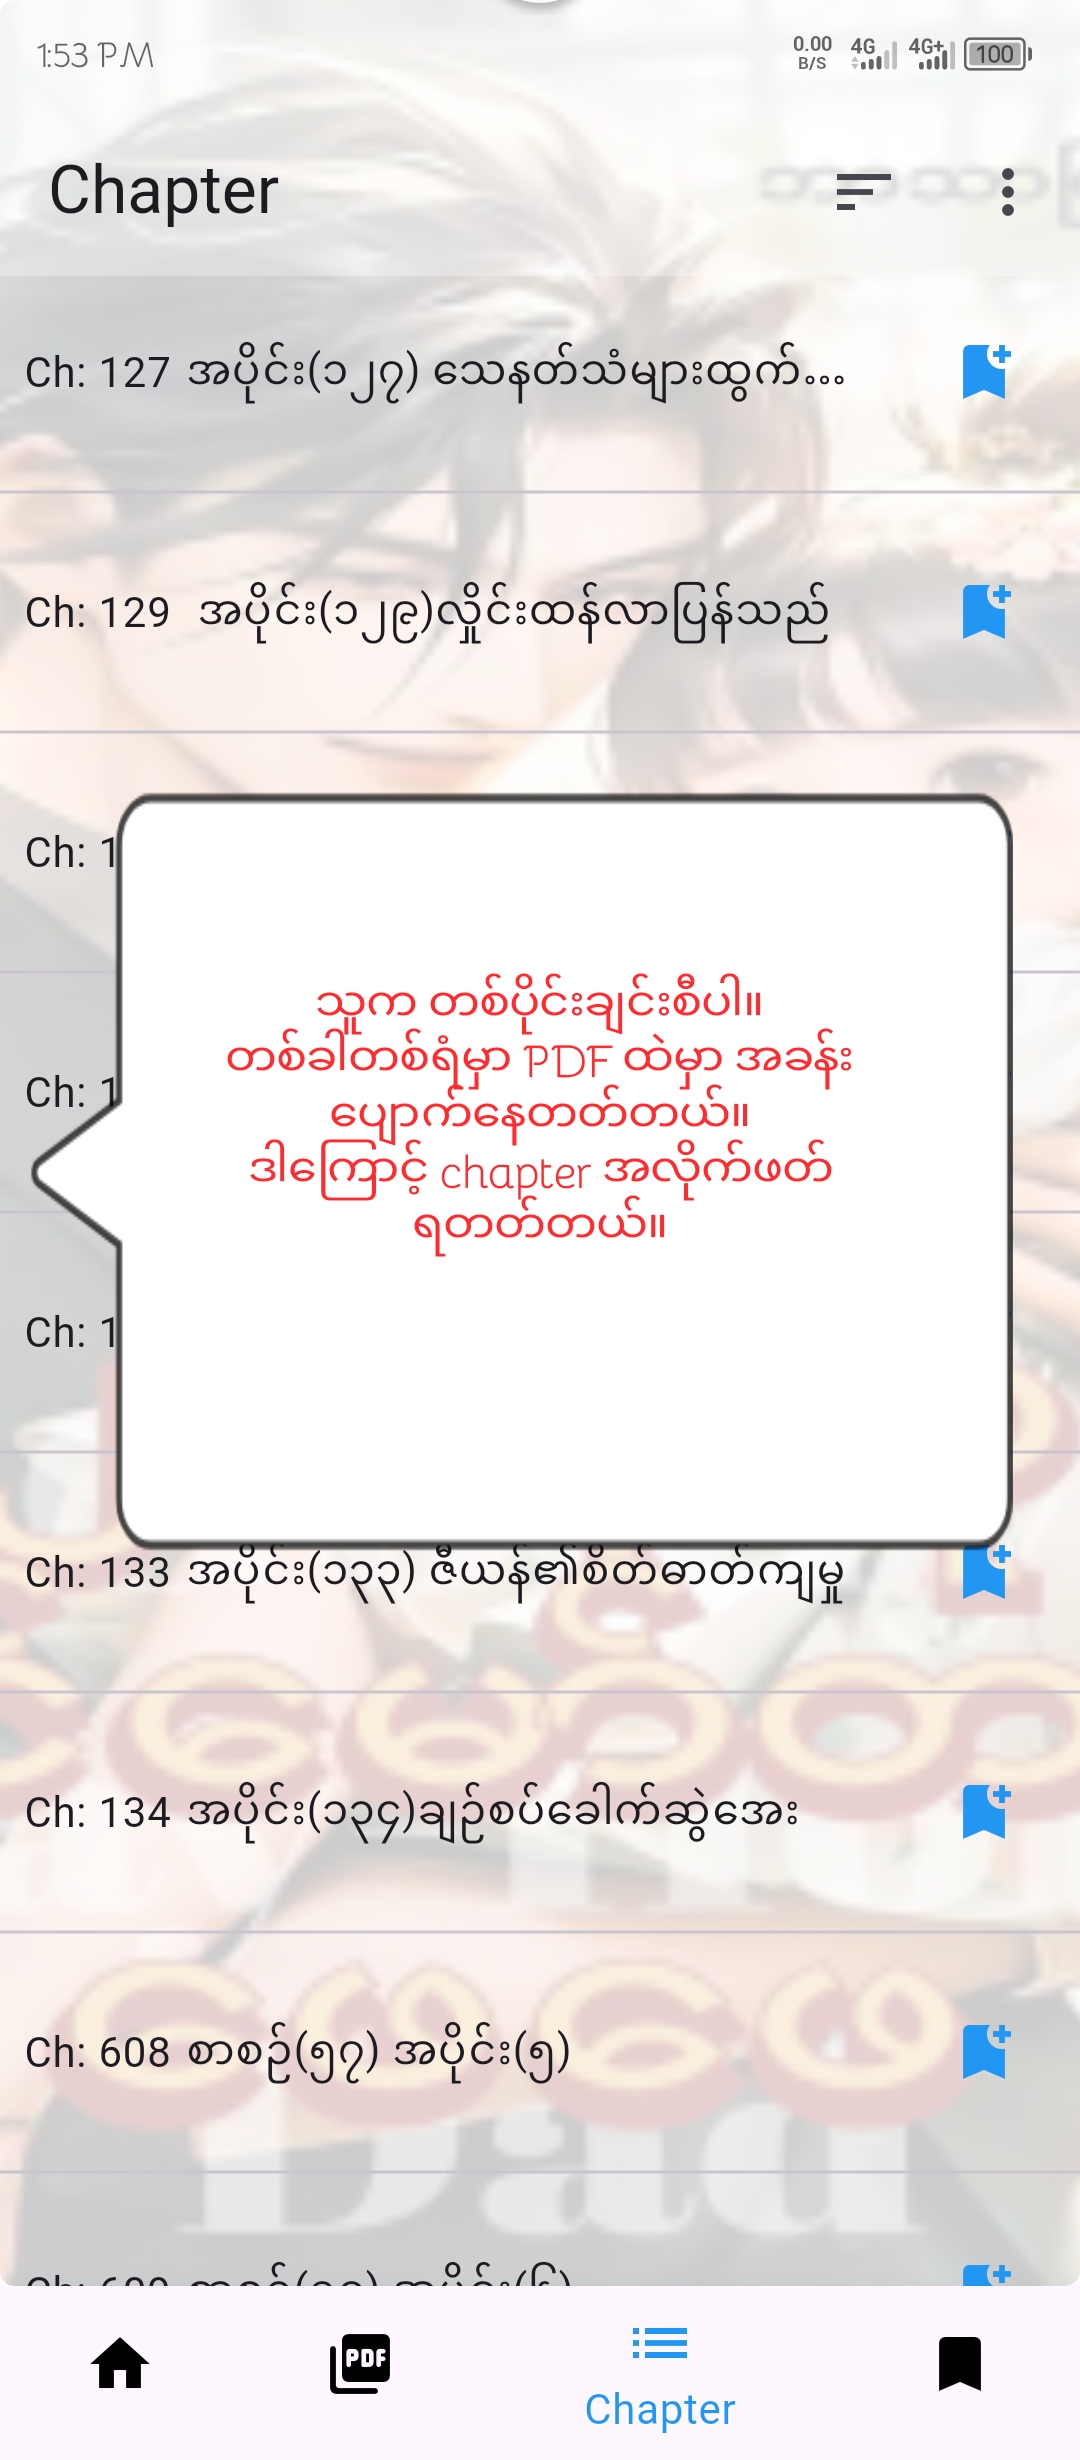 1:53 PM
0.00 B/S 4G 4G+ 100
Chapter
Ch: 127 အပိုင်း(၁၂၇) သေနတ်သံများထွက်...
Ch: 129 အပိုင်း(၁၂၉)လှိုင်းထန်လာပြန်သည်
Ch: 1
သူက တစ်ပိုင်းချင်းစီပါ။
တစ်ခါတစ်ရံမှာ PDF ထဲမှာ အခန်း
Ch: 1
ပျောက်နေတတ်တယ်။
ဒါကြောင့် chapter အလိုက်ဖတ်
ရတတ်တယ်။
Ch: 1
Ch: 133 အပိုင်း(၁၃၃) ဇီယန်၏စိတ်ဓာတ်ကျမှု
Ch: 134 အပိုင်း(၁၃၄)ချဉ်စပ်ခေါက်ဆွဲအေး
Ch: 608 စာစဉ်(၅၇) အပိုင်း(၅)
Dad
PDF
Chapter